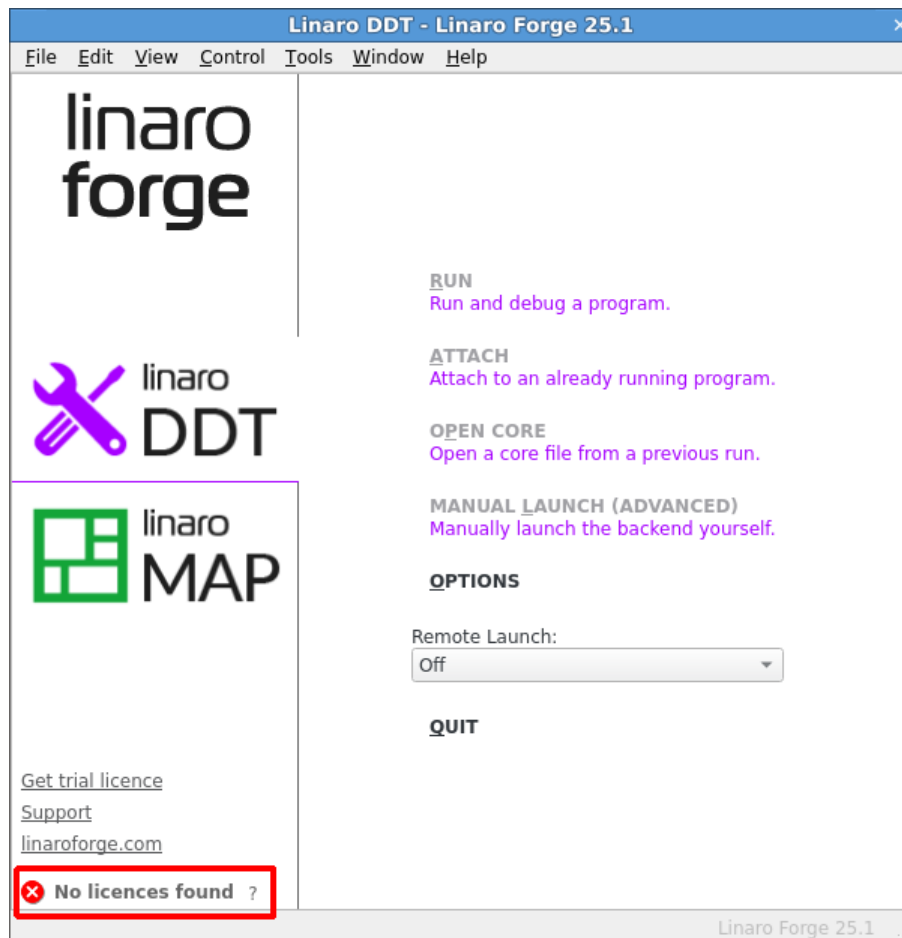 Linaro DDT - Linaro Forge 25.1
File Edit View Control Tools Window Help
linaro
forge
RUN
Run and debug a program.
ATTACH
Attach to an already running program.
linaro
DDT
OPEN CORE
Open a core file from a previous run.
MANUAL LAUNCH (ADVANCED)
Manually launch the backend yourself.
linaro
MAP
OPTIONS
Remote Launch:
Off
QUIT
Get trial licence
Support
linaroforge.com
No licences found ?
Linaro Forge 25.1